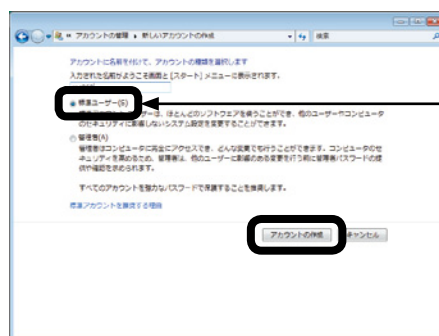 アカウントの管理 ▸ 新しいアカウントの作成
検索
アカウントに名前を付けて、アカウントの種類を選択します
入力された名前がようこそ画面と [スタート] メニューに表示されます。
標準ユーザー(S)
ーは、ほとんどのソフトウェアを使うことができ、他のユーザーやコンピュータ
のセキュリティに影響しないシステム設定を変更することができます。
管理者(A)
管理者はコンピュータに完全にアクセスでき、どんな変更でも行うことができます。コンピュータのセ
キュリティを高めるため、管理者は、他のユーザーに影響のある変更を行う前に管理者パスワードの提
供や確認を求められます。
すべてのアカウントを強力なパスワードで保護することを推奨します。
標準アカウントを推奨する理由
アカウントの作成
キャンセル